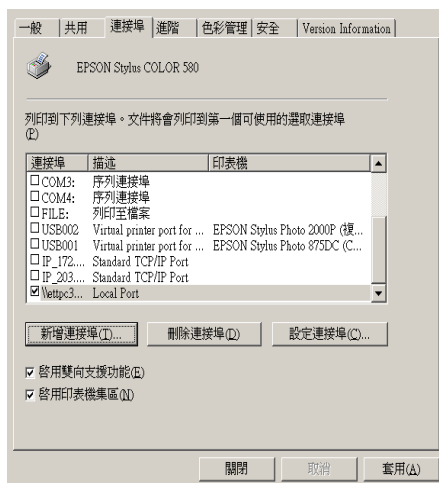 一般 共用 連接埠 進階 色彩管理 安全 Version Information
EPSON Stylus COLOR 580
列印到下列連接埠。文件將會列印到第一個可使用的選取連接埠
(P)
連接埠 描述 印表機
COM3: 序列連接埠
COM4: 序列連接埠
FILE: 列印至檔案
USB002 Virtual printer port for ... EPSON Stylus Photo 2000P (複...
USB001 Virtual printer port for ... EPSON Stylus Photo 875DC (C...
IP_172.... Standard TCP/IP Port
IP_203.... Standard TCP/IP Port
\\ettpc3... Local Port
新增連接埠(T)... 刪除連接埠(D) 設定連接埠(C)...
啓用雙向支援功能(E)
啓用印表機集區(N)
關閉 取消 套用(A)